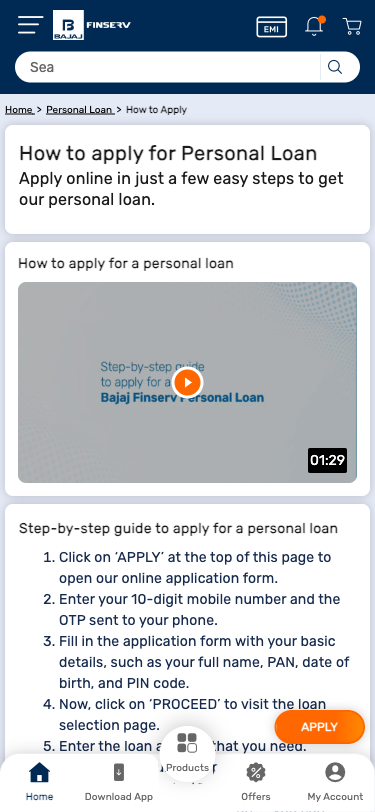 B
BAJAJ
FINSERV
EMI
Sea
Home > Personal Loan > How to Apply
How to apply for Personal Loan
Apply online in just a few easy steps to get
our personal loan.
How to apply for a personal loan
Step-by-step guide
to apply for a
Bajaj Finserv Personal Loan
01:29
Step-by-step guide to apply for a personal loan
1. Click on ‘APPLY’ at the top of this page to
open our online application form.
2. Enter your 10-digit mobile number and the
OTP sent to your phone.
3. Fill in the application form with your basic
details, such as your full name, PAN, date of
birth, and PIN code.
4. Now, click on ‘PROCEED’ to visit the loan
selection page.
APPLY
5. Enter the loan that you need.
Home
Download App
Products
Offers
My Account